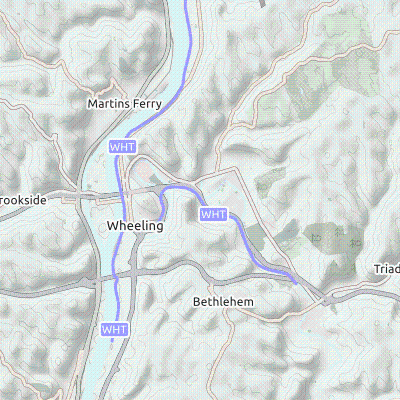 Martins Ferry
WHT
rookside
WHT
Wheeling
Triad
Bethlehem
WHT